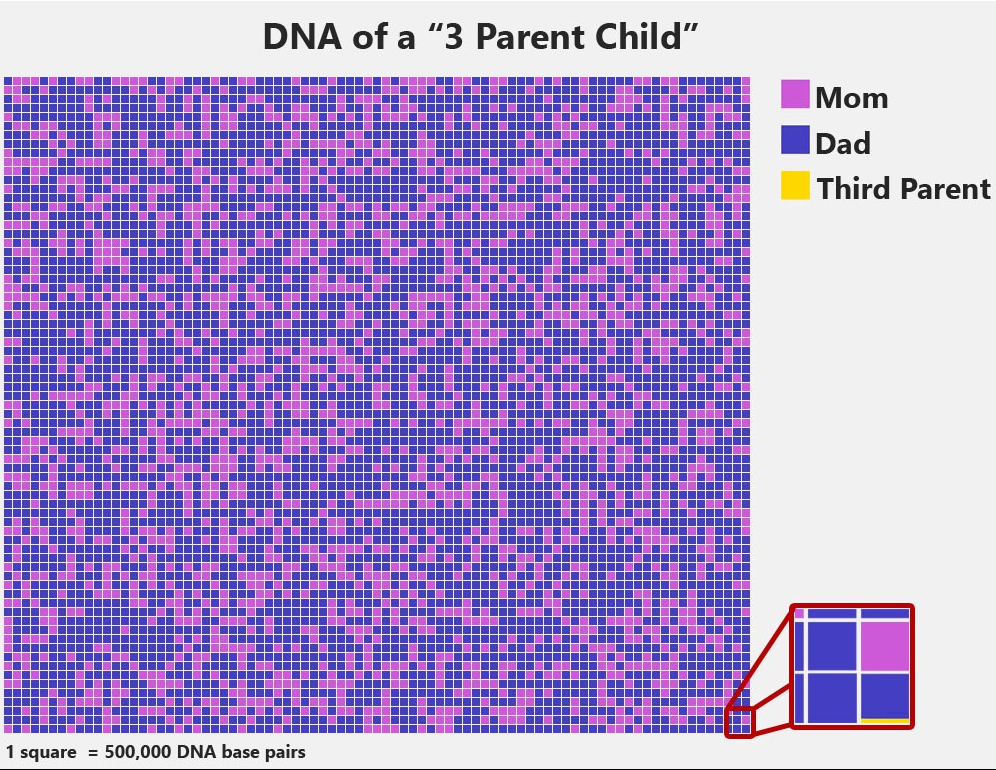 DNA of a “3 Parent Child”
Mom
Dad
Third Parent
1 square  = 500,000 DNA base pairs